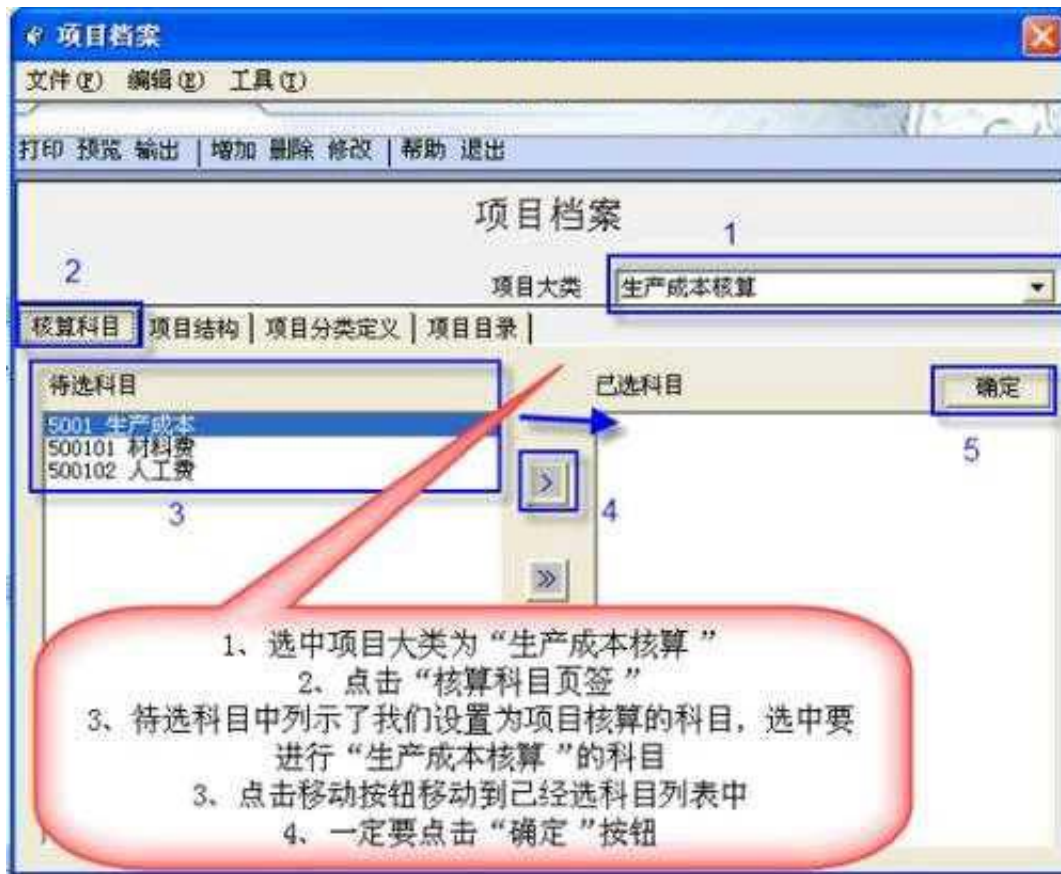 项目档案
文件(F) 编辑(E) 工具(T)
打印 预览 输出 | 增加 删除 修改 | 帮助 退出
项目档案
1
2
项目大类 生产成本核算
核算科目 项目结构 项目分类定义 项目目录
待选科目 已选科目 确定
5001 生产成本
500101 材料费
500102 人工费
5
>
3
4
»
1、选中项目大类为“生产成本核算”
2、点击“核算科目页签”
3、待选科目中列示了我们设置为项目核算的科目，选中要
进行“生产成本核算”的科目
3、点击移动按钮移动到已经选科目列表中
4、一定要点击“确定”按钮